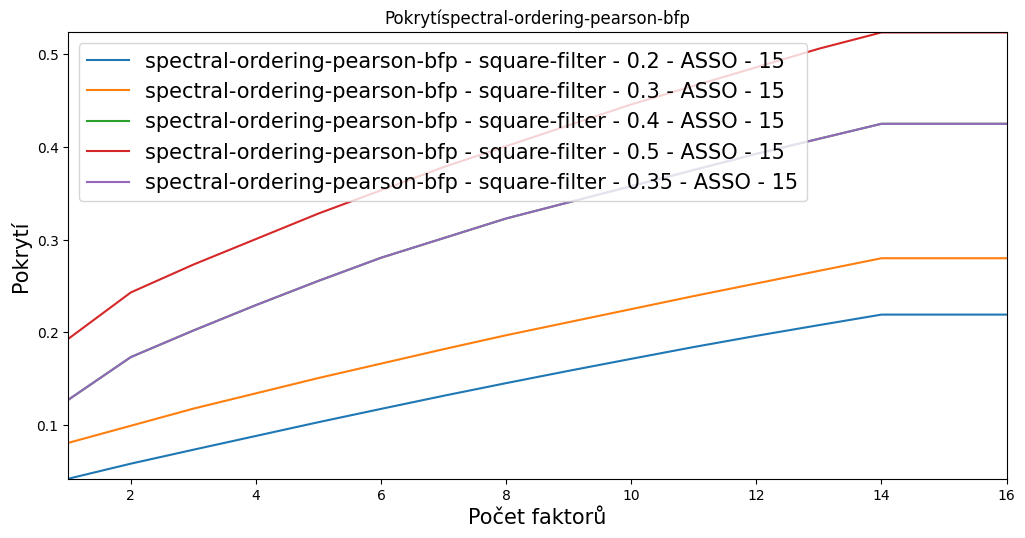 Pokrytíspectral-ordering-pearson-bfp
spectral-ordering-pearson-bfp - square-filter - 0.2 - ASSO - 15
spectral-ordering-pearson-bfp - square-filter - 0.3 - ASSO - 15
spectral-ordering-pearson-bfp - square-filter - 0.4 - ASSO - 15
spectral-ordering-pearson-bfp - square-filter - 0.5 - ASSO - 15
spectral-ordering-pearson-bfp - square-filter - 0.35 - ASSO - 15
Pokrytí
0.5
0.4
0.3
0.2
0.1
2 4 6 8 10 12 14 16
Počet faktorů